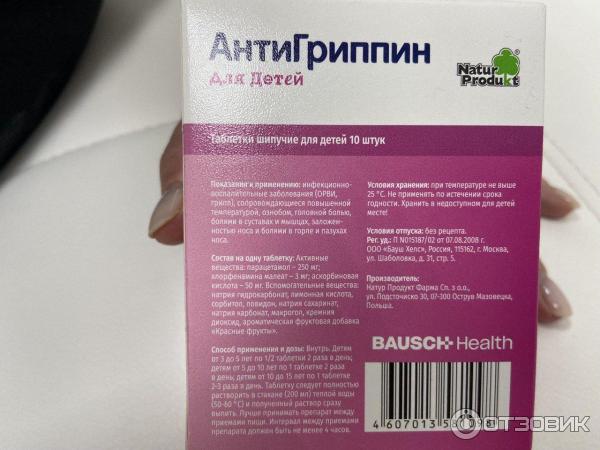 АнтиГриппин
Для Детей
Natur
Produkt
Таблетки шипучие для детей 10 штук
Показания к применению: инфекционно-
воспалительные заболевания (ОРВИ,
грипп), сопровождающиеся повышенной
температурой, ознобом, головной болью,
болями в суставах и мышцах, заложен-
ностью носа и болями в горле и пазухах
носа.
Состав на одну таблетку: Активные
вещества: парацетамол – 250 мг;
хлорфенамина малеат – 3 мг; аскорбиновая
кислота – 50 мг. Вспомогательные вещества:
натрия гидрокарбонат, лимонная кислота,
сорбитол, повидон, натрия сахаринат,
натрия карбонат, макрогол, кремния
диоксид, ароматическая фруктовая добавка
«Красные фрукты».
Способ применения и дозы: Внутрь. Детям
от 3 до 5 лет по 1/2 таблетки 2 раза в день;
детям от 5 до 10 лет по 1 таблетке 2 раза
в день; детям от 10 до 15 лет по 1 таблетке
2-3 раза в день. Таблетку следует полностью
растворить в стакане (200 мл) теплой воды
(50-60 °С) и полученный раствор сразу
выпить. Лучше принимать препарат между
приемами пищи. Интервал между приемами
препарата должен быть не менее 4 часов.
Условия хранения: при температуре не выше
25 °С. Не применять по истечении срока
годности. Хранить в недоступном для детей
месте!
Условия отпуска: без рецепта.
Рег. уд.: П N015187/02 от 07.08.2008 г.
ООО «Бауш Хелс», Россия, 115162, г. Москва,
ул. Шаболовка, д. 31, стр. 5.
Производитель:
Натур Продукт Фарма Сп. з о.о.,
ул. Подсточиско 30, 07-300 Острув Мазовецка,
Польша.
BAUSCH+Health
4 607013 58
ОТЗОВИК